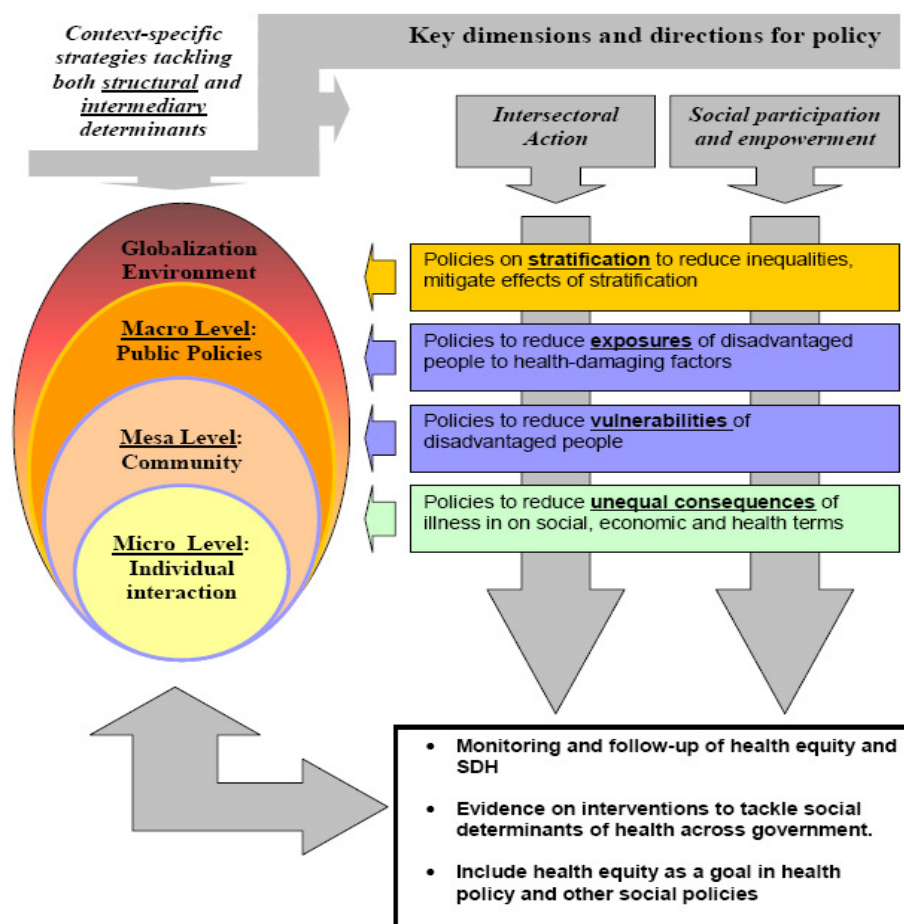 Context-specific
strategies tackling
both structural and
intermediary
determinants
Key dimensions and directions for policy
Intersectoral
Action
Social participation
and empowerment
Globalization
Environment
Macro Level:
Public Policies
Mesa Level:
Community
Micro Level:
Individual
interaction
Policies on stratification to reduce inequalities,
mitigate effects of stratification
Policies to reduce exposures of disadvantaged
people to health-damaging factors
Policies to reduce vulnerabilities of
disadvantaged people
Policies to reduce unequal consequences of
illness in on social, economic and health terms
• Monitoring and follow-up of health equity and
SDH
• Evidence on interventions to tackle social
determinants of health across government.
• Include health equity as a goal in health
policy and other social policies